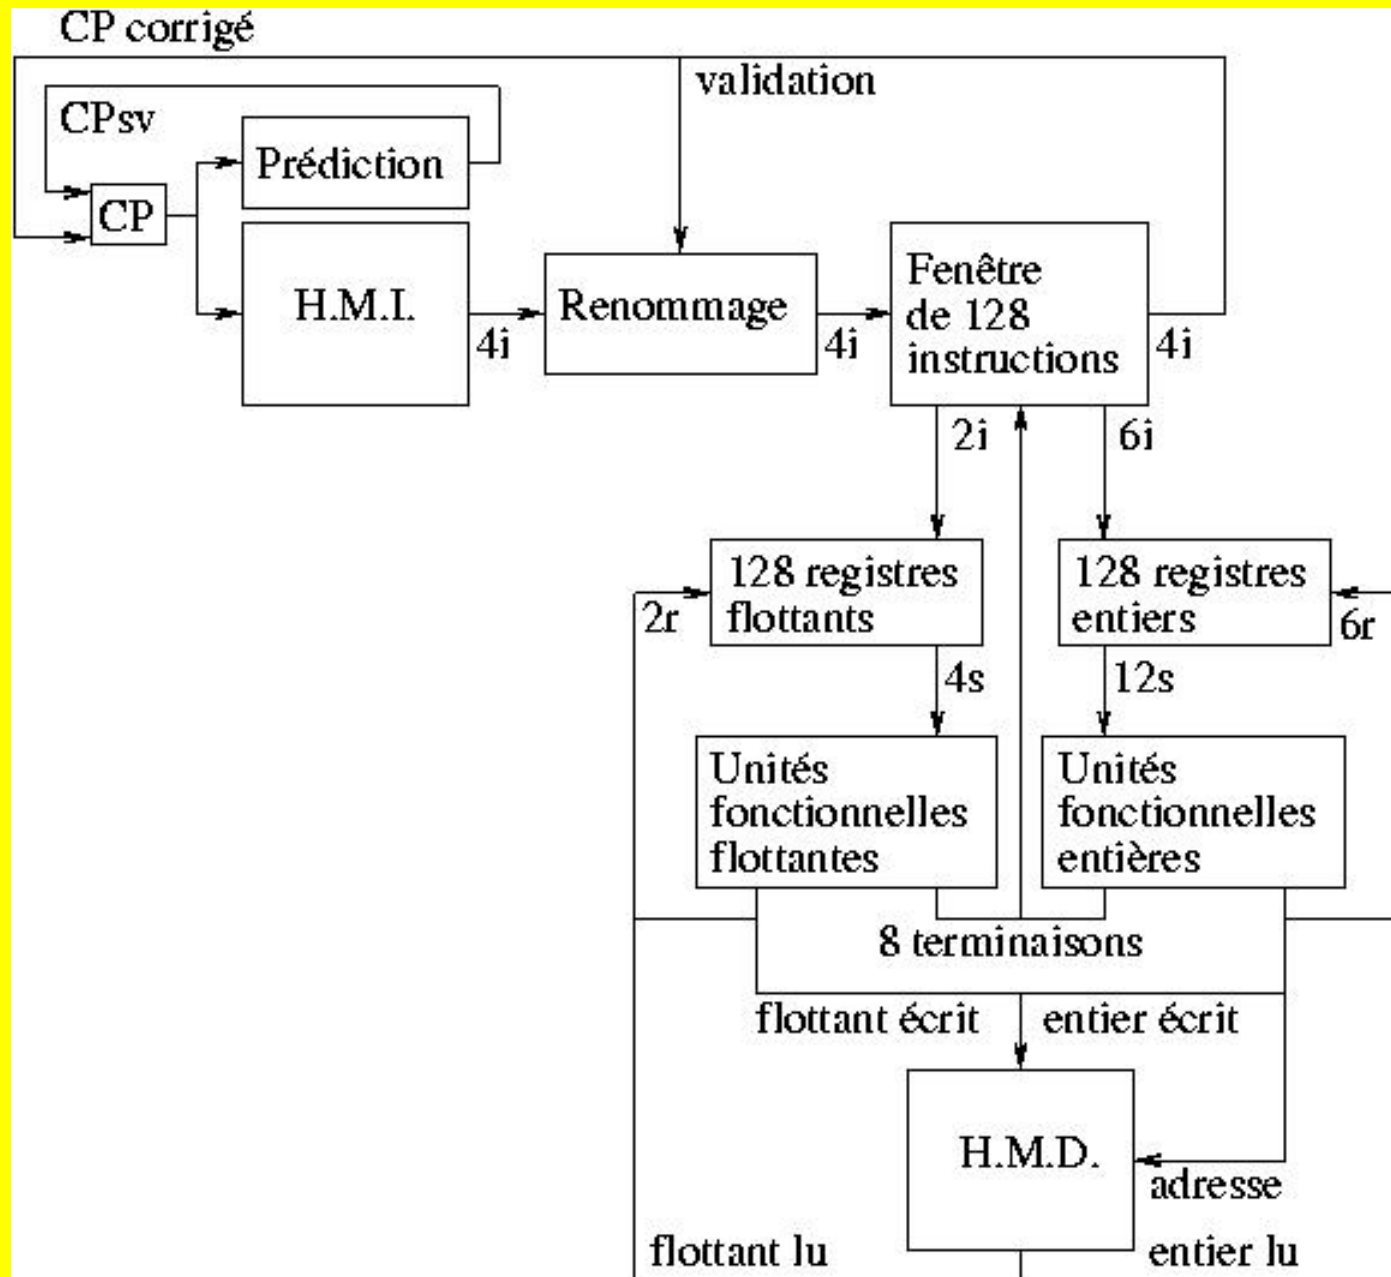 CP corrigé
validation
CPsv
Prédiction
CP
H.M.I.
4i
Renommage
4i
Fenêtre
de 128
instructions
4i
2i
6i
128 registres
flottants
2r
128 registres
entiers
6r
4s
12s
Unités
fonctionnelles
flottantes
Unités
fonctionnelles
entières
8 terminaisons
flottant écrit
entier écrit
H.M.D.
adresse
flottant lu
entier lu